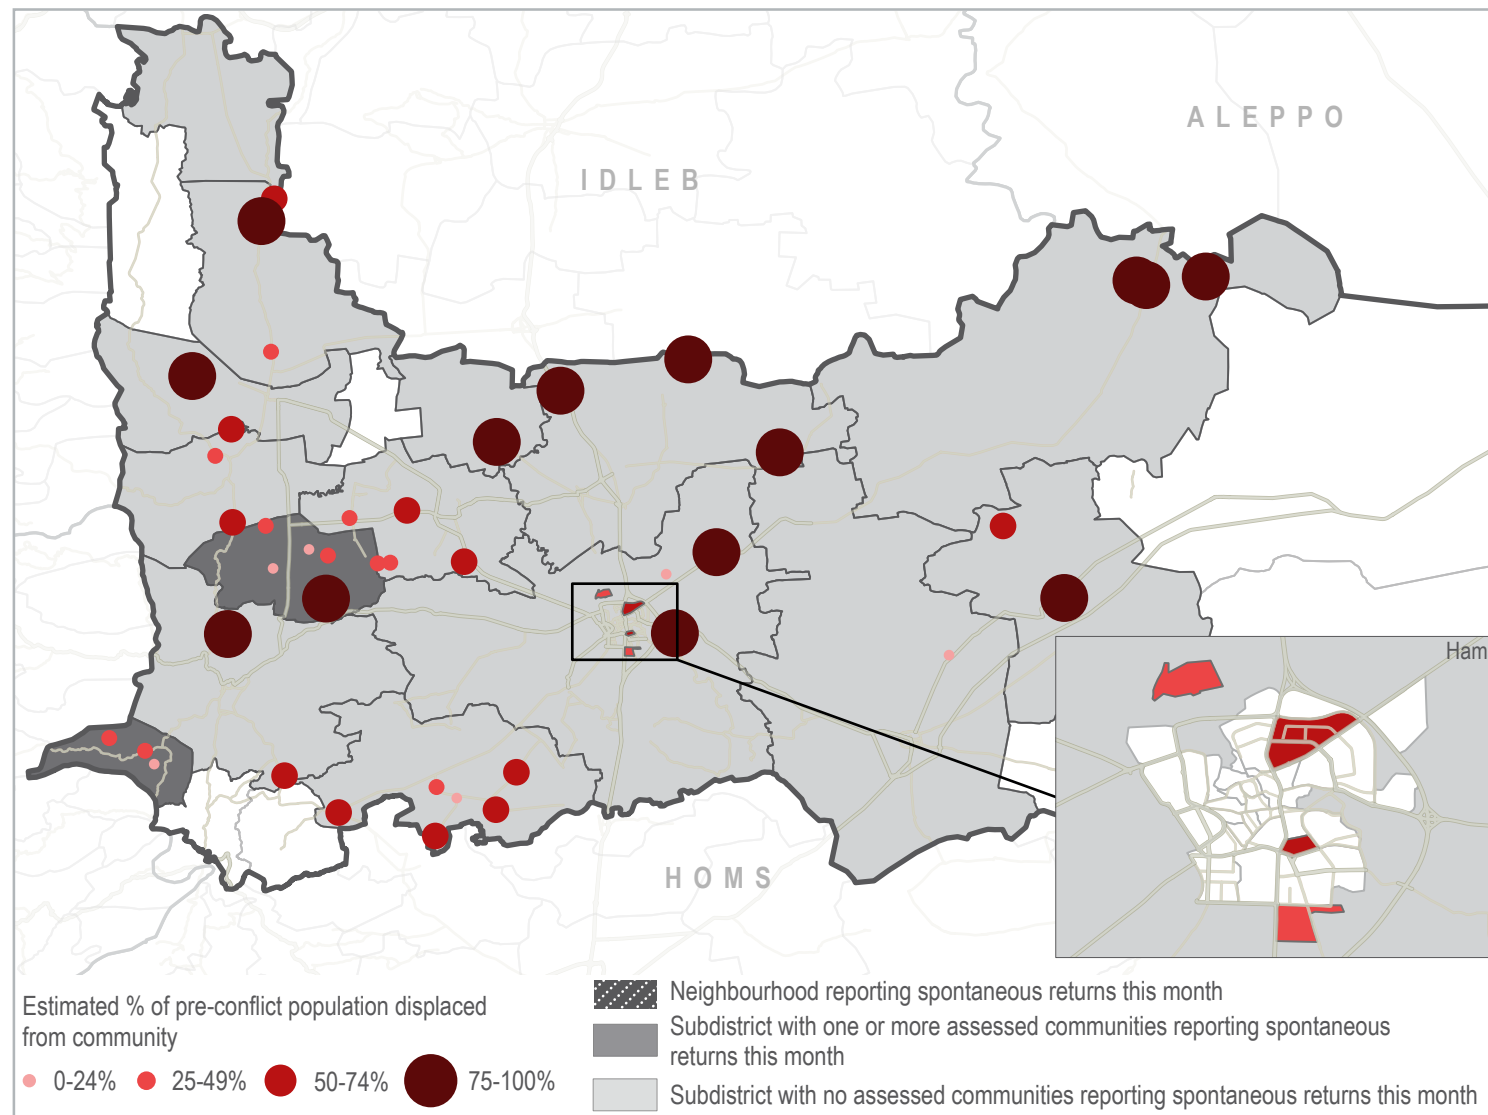 ALEPPO
IDLEB
Ham
HOMS
Estimated % of pre-conflict population displaced
from community
0-24%
25-49%
50-74%
75-100%
Neighbourhood reporting spontaneous returns this month
Subdistrict with one or more assessed communities reporting spontaneous
returns this month
Subdistrict with no assessed communities reporting spontaneous returns this month